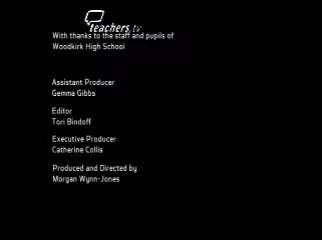 teachers.tv
With thanks to the staff and pupils of
Woodkirk High School
Assistant Producer
Gemma Gibbs
Editor
Tori Bindoff
Executive Producer
Catherine Collis
Produced and Directed by
Morgan Wynn-Jones